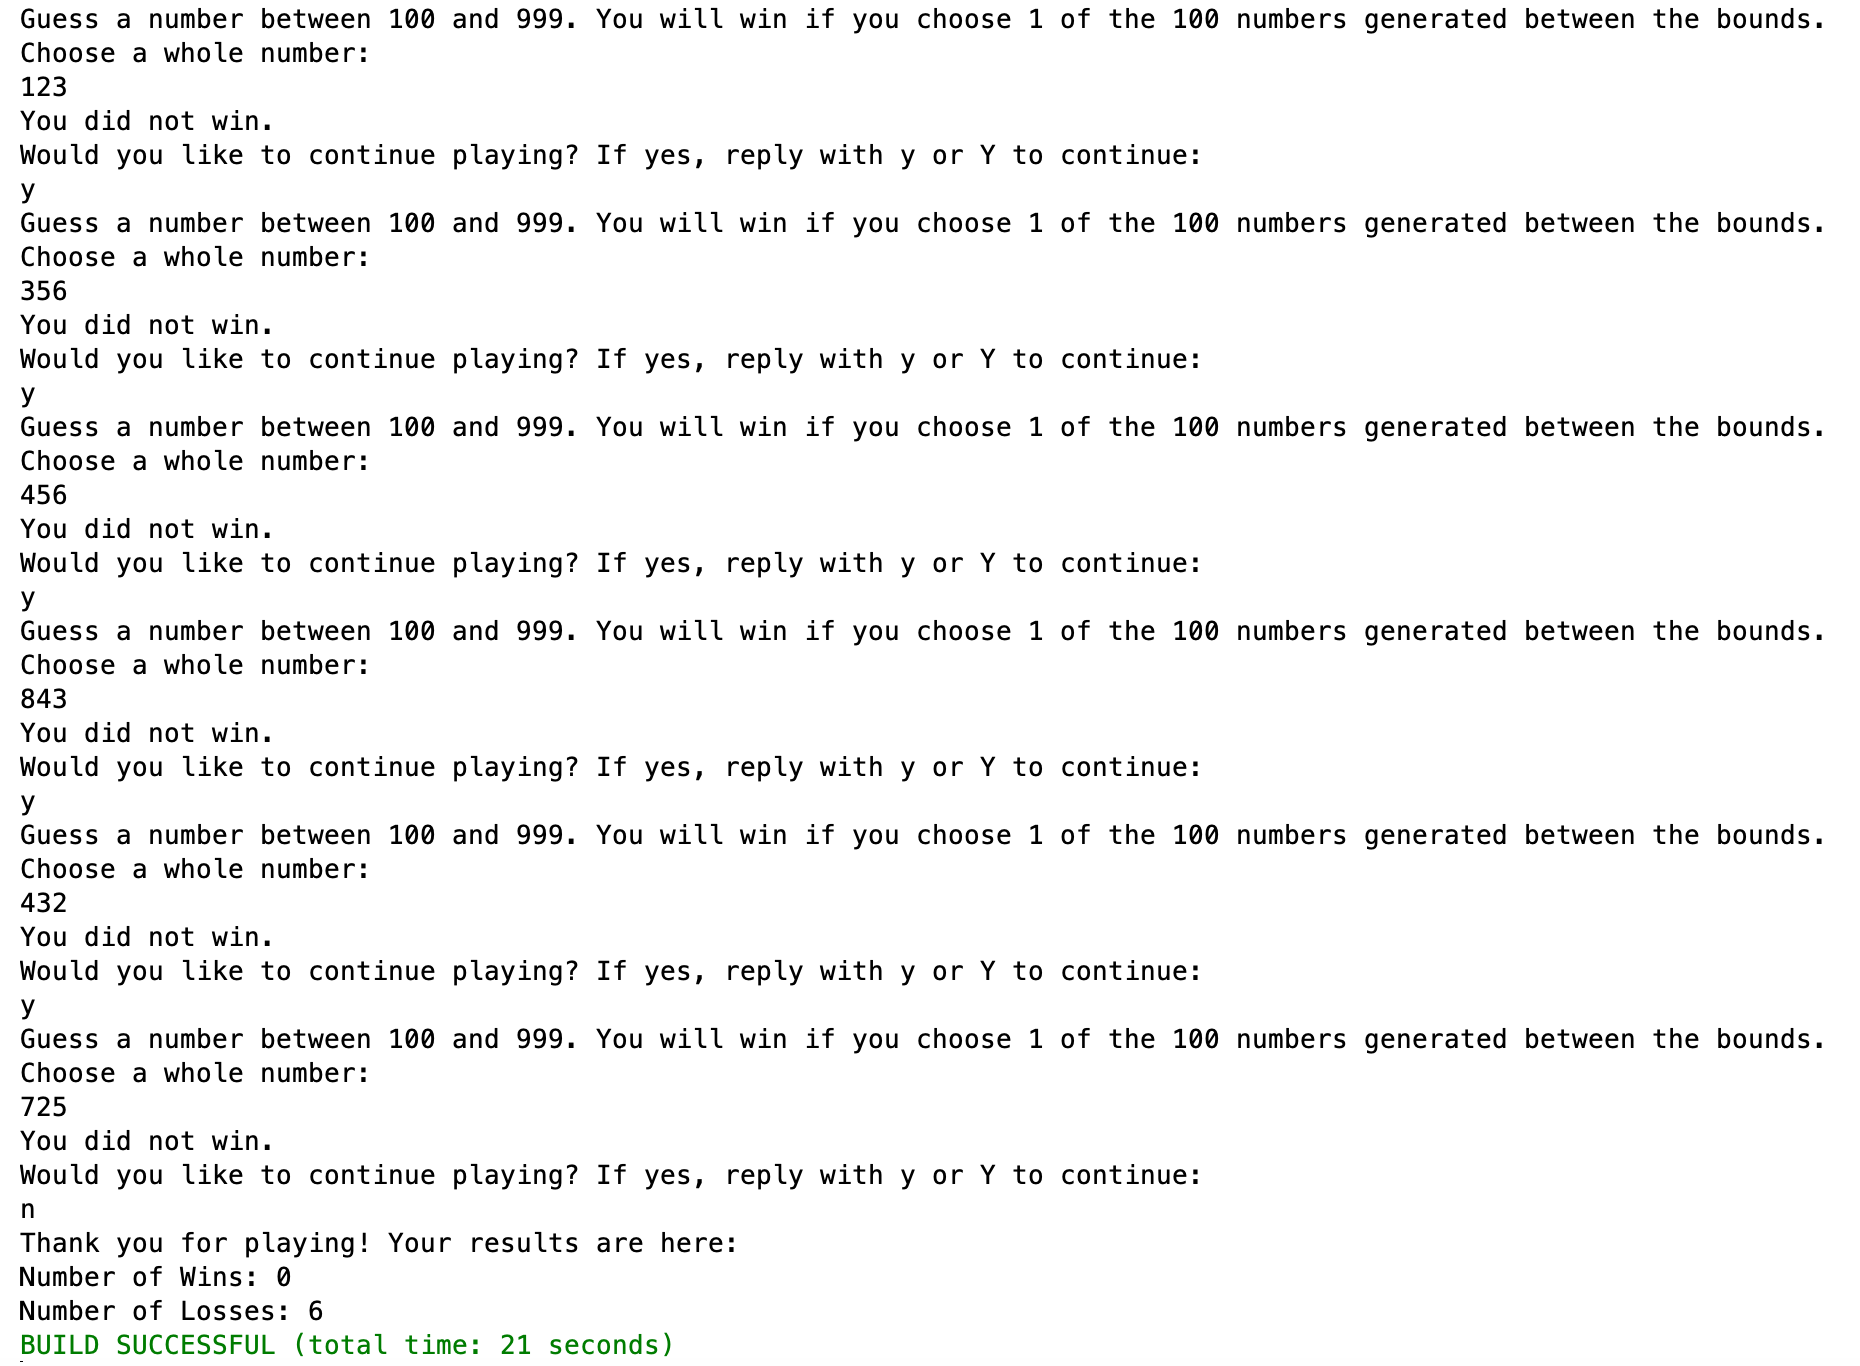 Guess a number between 100 and 999. You will win if you choose 1 of the 100 numbers generated between the bounds.
Choose a whole number:
123
You did not win.
Would you like to continue playing? If yes, reply with y or Y to continue:
y
Guess a number between 100 and 999. You will win if you choose 1 of the 100 numbers generated between the bounds.
Choose a whole number:
356
You did not win.
Would you like to continue playing? If yes, reply with y or Y to continue:
y
Guess a number between 100 and 999. You will win if you choose 1 of the 100 numbers generated between the bounds.
Choose a whole number:
456
You did not win.
Would you like to continue playing? If yes, reply with y or Y to continue:
y
Guess a number between 100 and 999. You will win if you choose 1 of the 100 numbers generated between the bounds.
Choose a whole number:
843
You did not win.
Would you like to continue playing? If yes, reply with y or Y to continue:
y
Guess a number between 100 and 999. You will win if you choose 1 of the 100 numbers generated between the bounds.
Choose a whole number:
432
You did not win.
Would you like to continue playing? If yes, reply with y or Y to continue:
y
Guess a number between 100 and 999. You will win if you choose 1 of the 100 numbers generated between the bounds.
Choose a whole number:
725
You did not win.
Would you like to continue playing? If yes, reply with y or Y to continue:
n
Thank you for playing! Your results are here:
Number of Wins: 0
Number of Losses: 6
BUILD SUCCESSFUL (total time: 21 seconds)